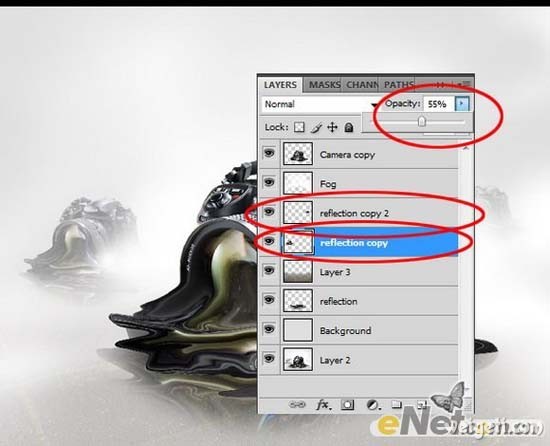 LAYERS MASKS CHANN PATHS
Normal Opacity: 55%
Lock:
Camera copy
Fog
reflection copy 2
reflection copy
Layer 3
reflection
Background
Layer 2
fx.